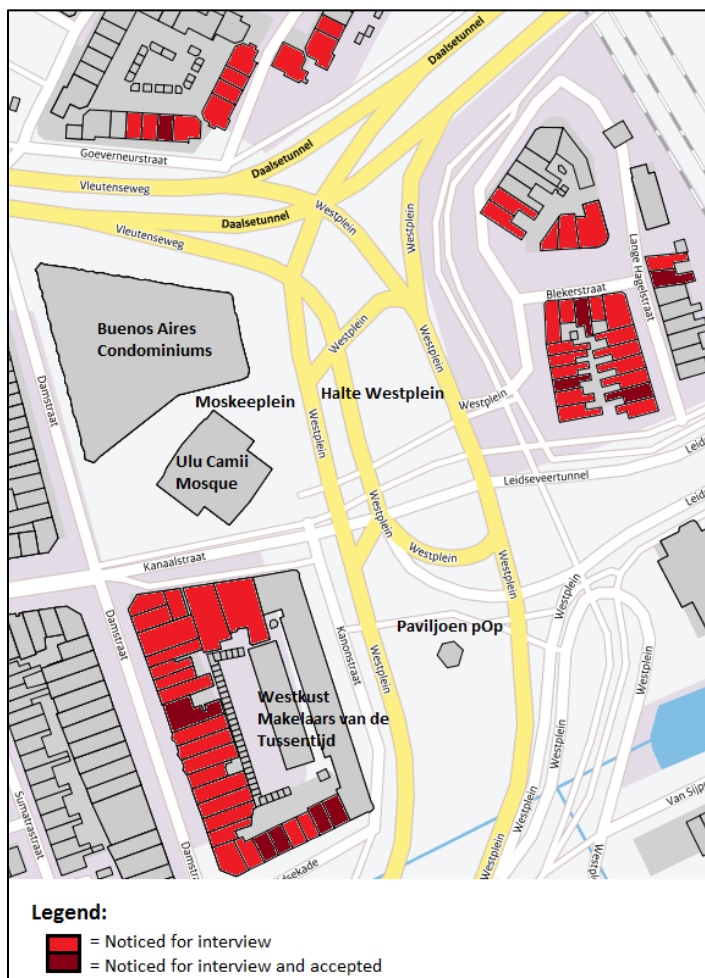 Daalsetunnel
Daalsetunnel
Goeverneurstraat
Vleutenseweg
Daalsetunnel
Westplein
Vleutenseweg
Westplein
Lange Hagelstraat
Blekerstraat
Buenos Aires
Condominiums
Westplein
Westplein
Damstraat
Moskeeplein
Halte Westplein
Westplein
Westplein
Ulu Camii
Mosque
Leidseveertunnel
Westplein
Kanaalstraat
Westplein
Westplein
Westplein
Damstraat
Kanonstraat
Paviljoen pOp
Westplein
Westplein
Westkust
Makelaars van de
Tussentijd
Westplein
Sumatrastraat
Westplein
Legend:
= Noticed for interview
= Noticed for interview and accepted